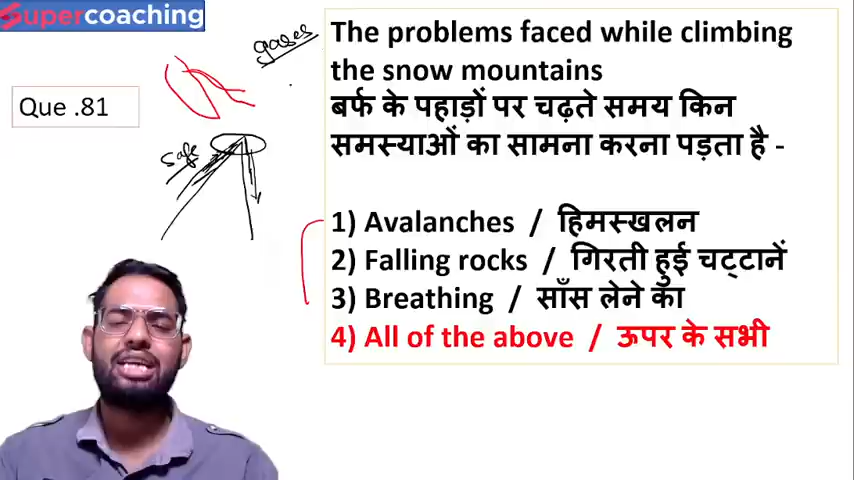 Supercoaching
gases
Que .81
safe
The problems faced while climbing
the snow mountains
बर्फ के पहाड़ों पर चढ़ते समय किन
समस्याओं का सामना करना पड़ता है -
1) Avalanches / हिमस्खलन
2) Falling rocks / गिरती हुई चट्टानें
3) Breathing / साँस लेने का
4) All of the above / ऊपर के सभी